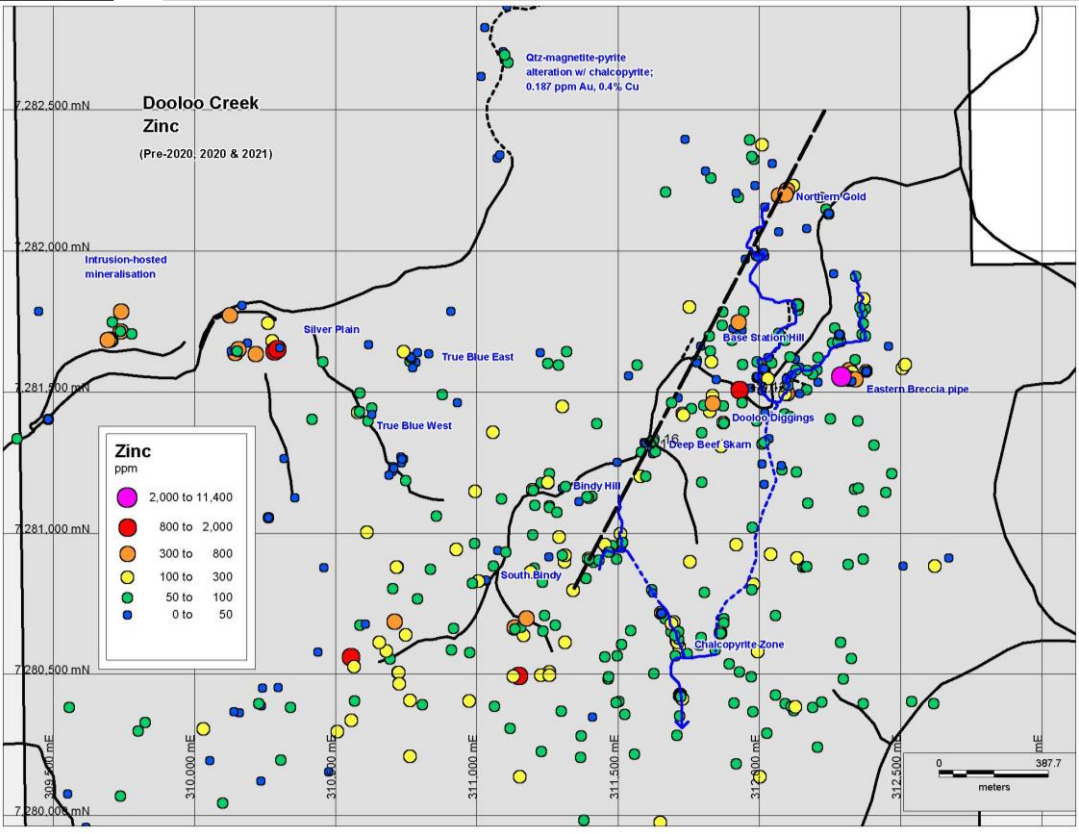 Qtz-magnetite-pyrite
alteration w/ chalcopyrite;
0.187 ppm Au, 0.4% Cu
Dooloo Creek
Zinc
(Pre-2020, 2020 & 2021)
7,282,500 mN
Northern Gold
7,282,000 mN
Intrusion-hosted
mineralisation
Silver Plain
Base Station Hill
True Blue East
7,281,500 mN
Eastern Breccia pipe
Dooloo Diggings
True Blue West
Deep Beef Skarn
Bindy Hill
7,281,000 mN
South Bindy
Chalcopyrite Zone
7,280,500 mN
7,280,000 mN
Zinc
ppm
2,000 to 11,400
800 to 2,000
300 to 800
100 to 300
50 to 100
0 to 50
309,500 mE
310,000 mE
310,500 mE
311,000 mE
311,500 mE
312,000 mE
312,500 mE
mE
0 387.7
meters